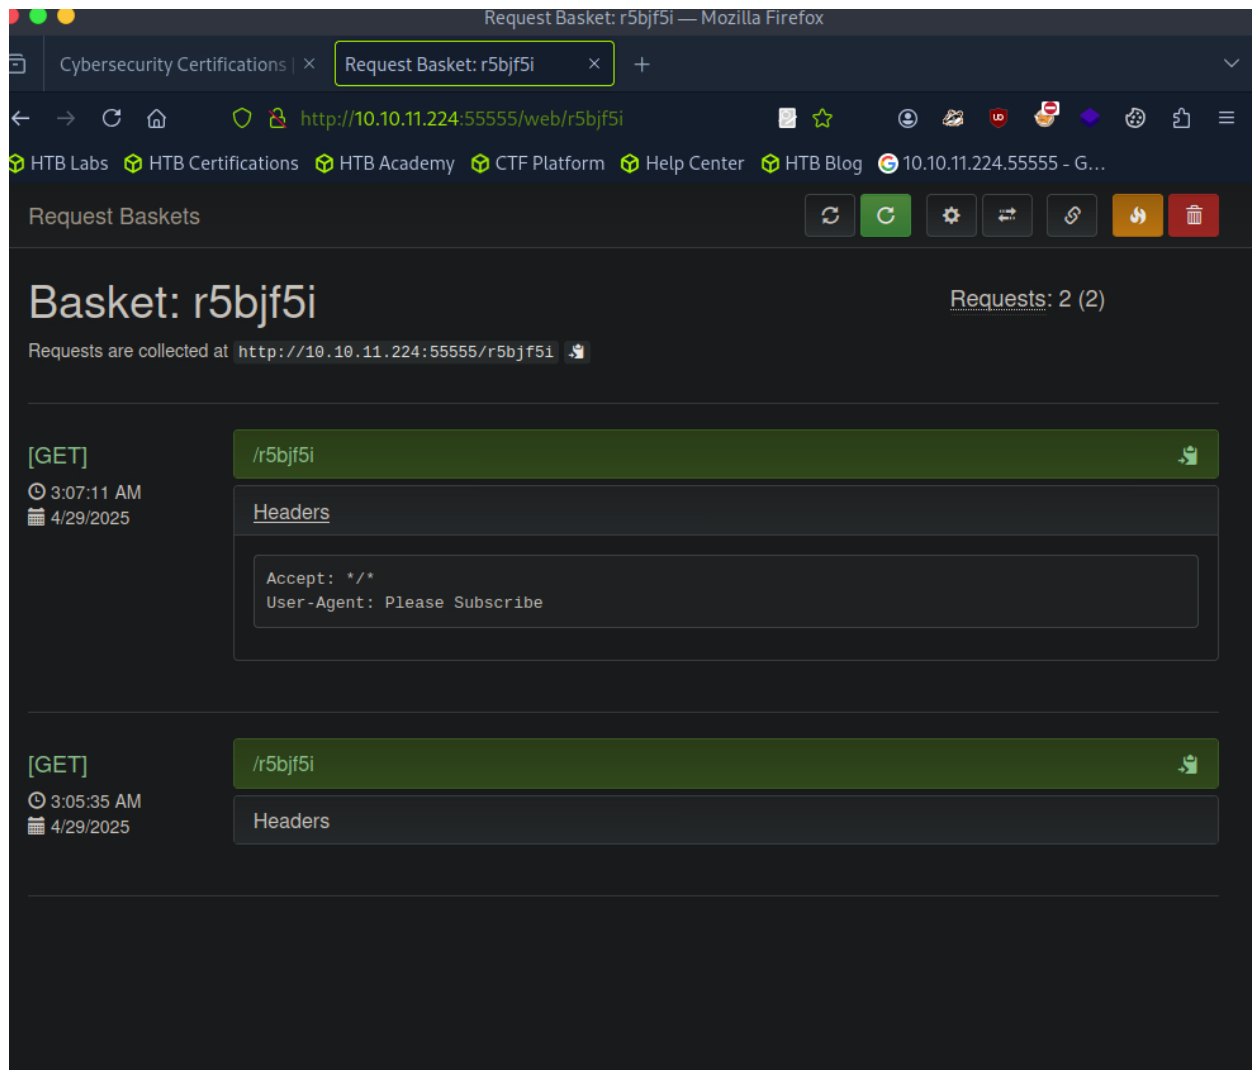 Request Basket: r5bjf5i — Mozilla Firefox
Cybersecurity Certifications |
Request Basket: r5bjf5i
http://10.10.11.224:55555/web/r5bjf5i
HTB Labs HTB Certifications HTB Academy CTF Platform Help Center HTB Blog 10.10.11.224.55555 - G…
Request Baskets
Basket: r5bjf5i
Requests: 2 (2)
Requests are collected at http://10.10.11.224:55555/r5bjf5i
[GET]
/r5bjf5i
3:07:11 AM
4/29/2025
Headers
Accept: */*
User-Agent: Please Subscribe
[GET]
/r5bjf5i
3:05:35 AM
4/29/2025
Headers